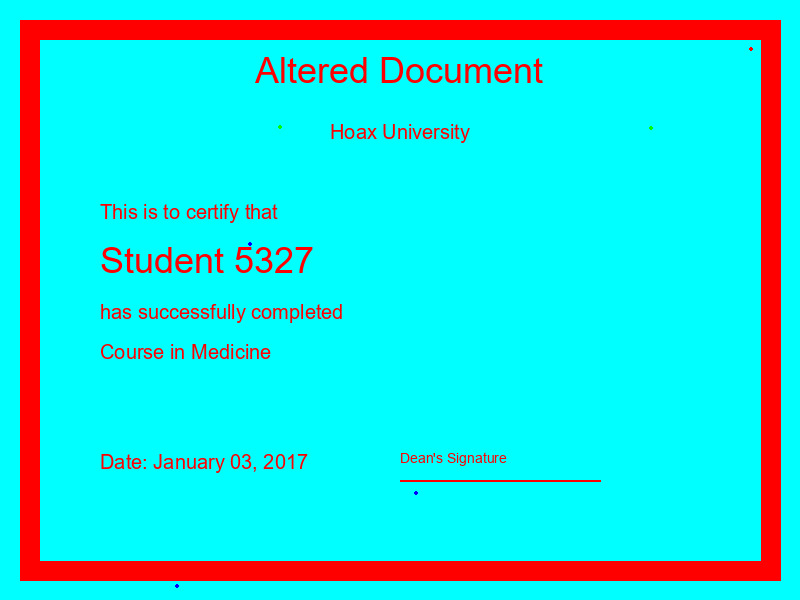 Altered Document
Hoax University
This is to certify that
Student 5327
has successfully completed
Course in Medicine
Date: January 03, 2017
Dean's Signature